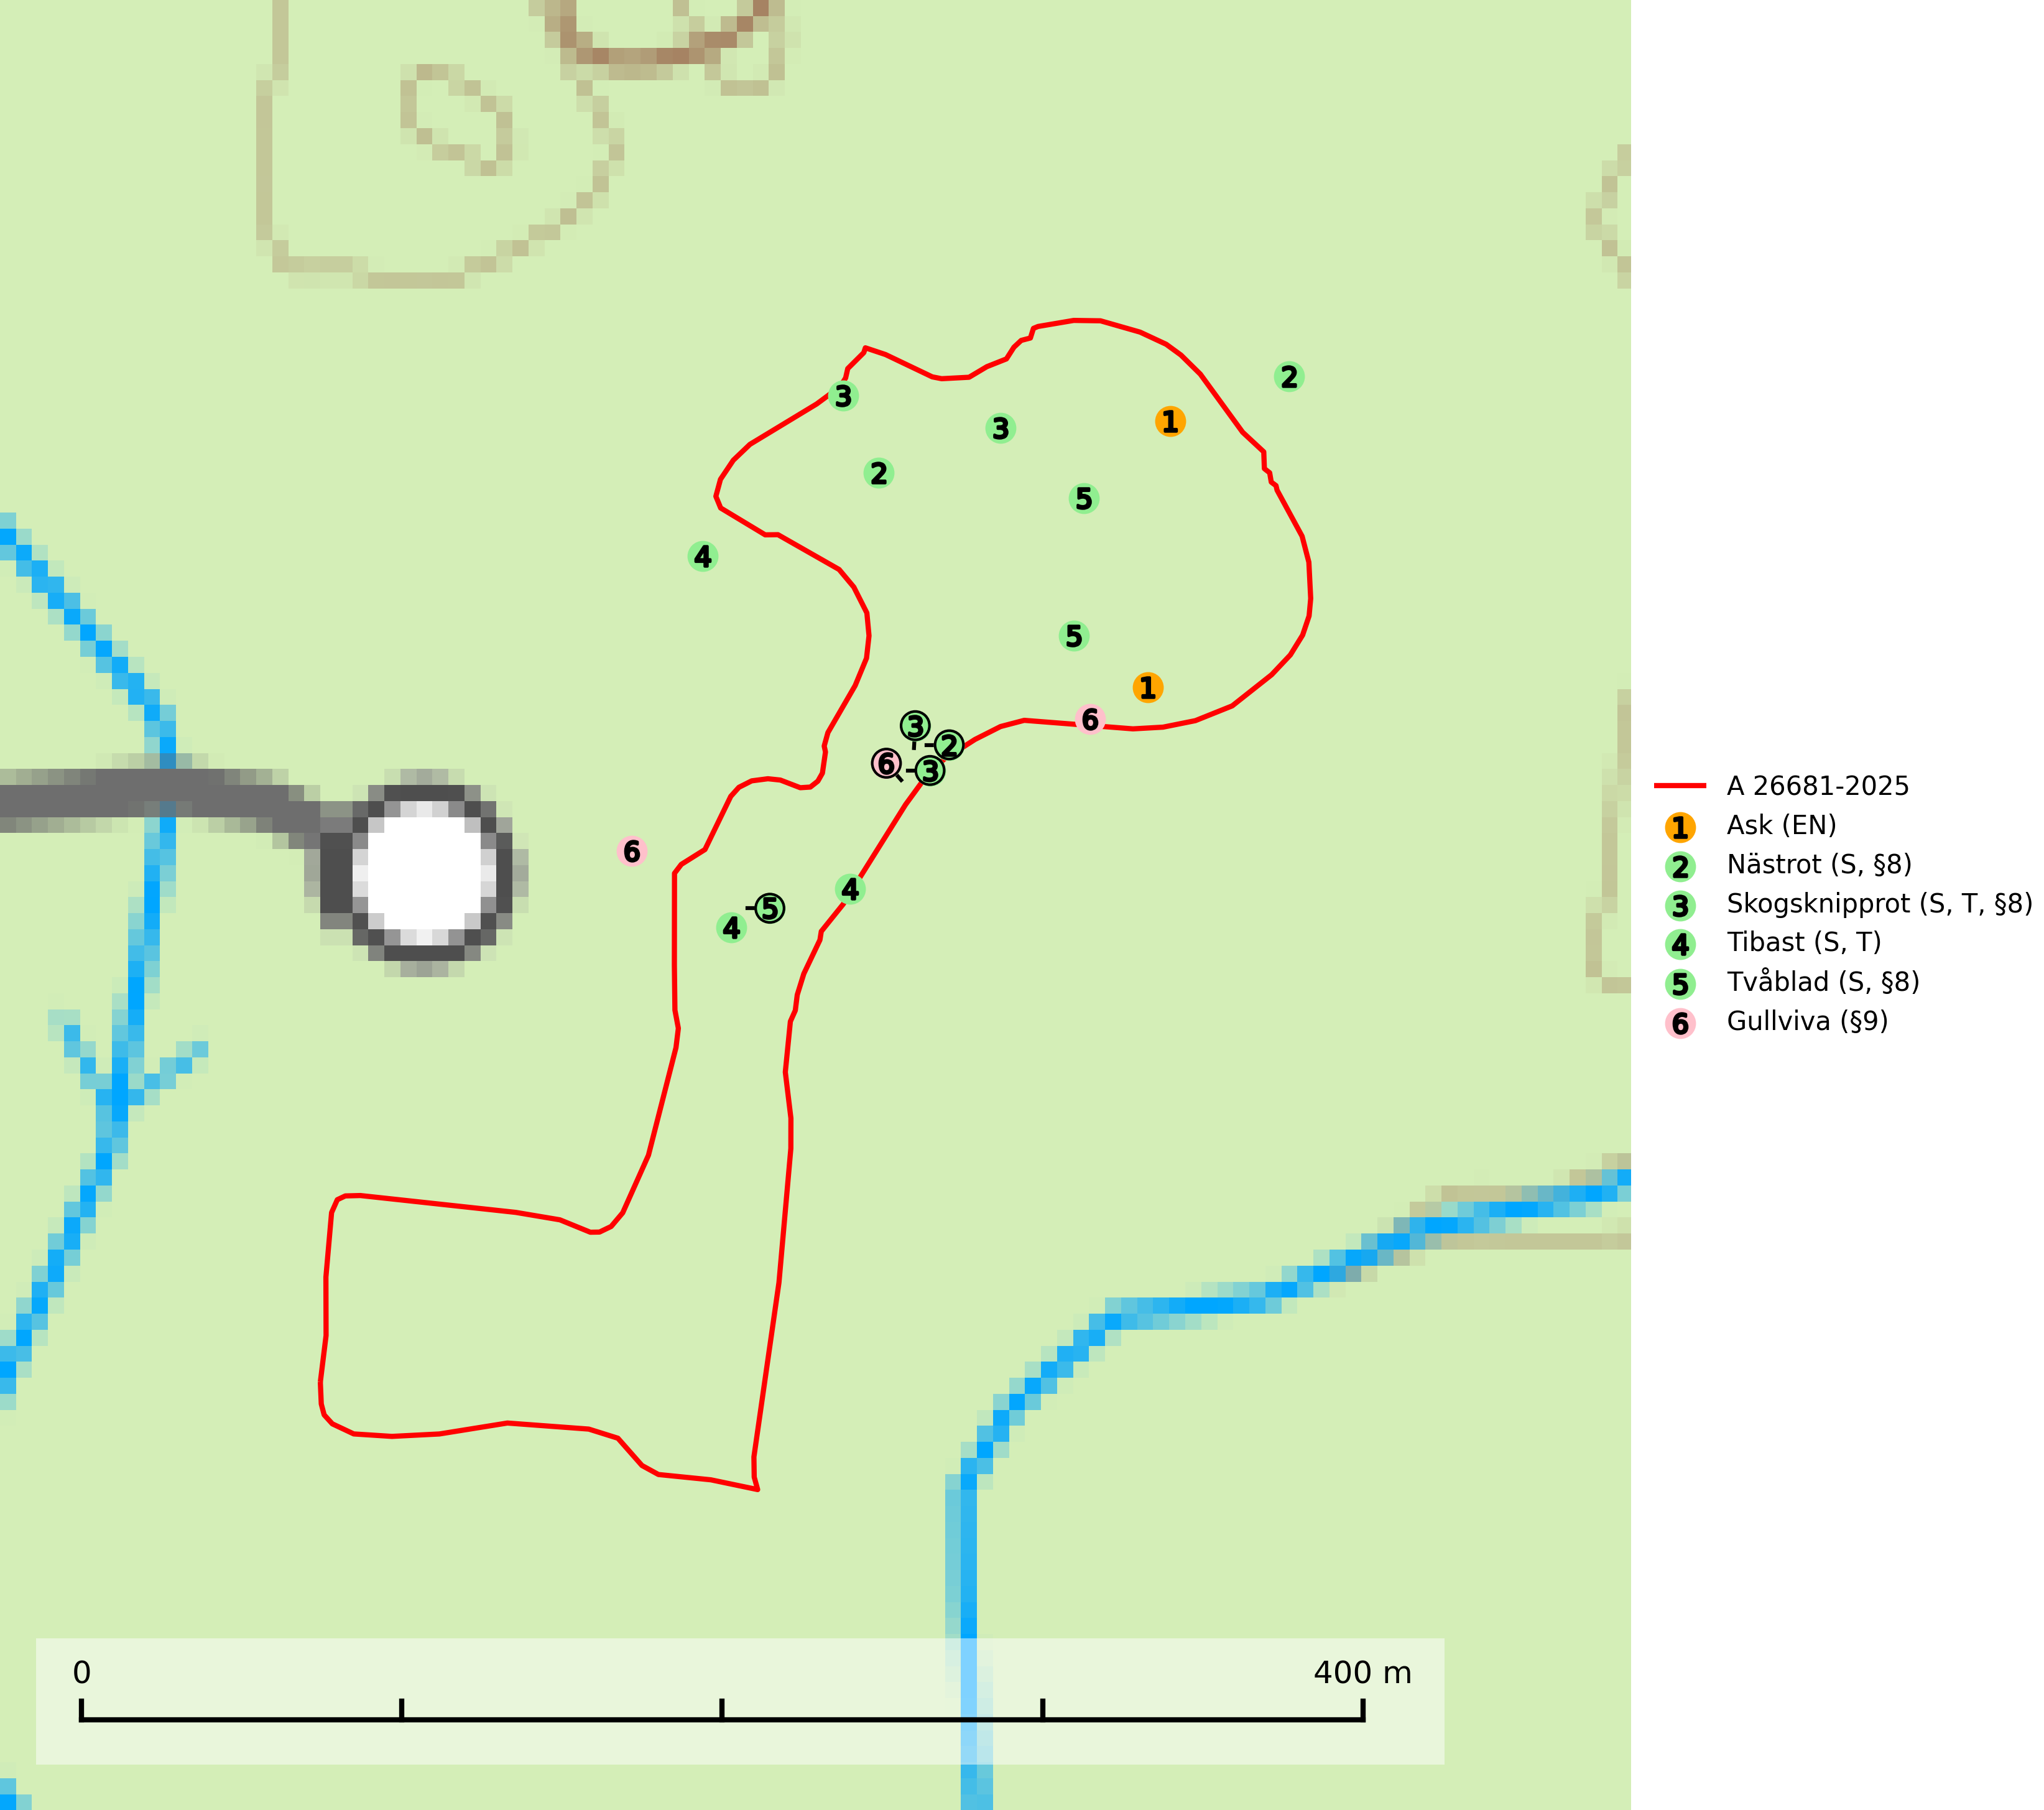 2
3
1
3
2
5
4
5
1
6
3
2
6
3
6
4
5
4
A 26681-2025
1 Ask (EN)
2 Nästrot (S, §8)
3 Skogsknipprot (S, T, §8)
4 Tibast (S, T)
5 Tvåblad (S, §8)
6 Gullviva (§9)
0 400 m